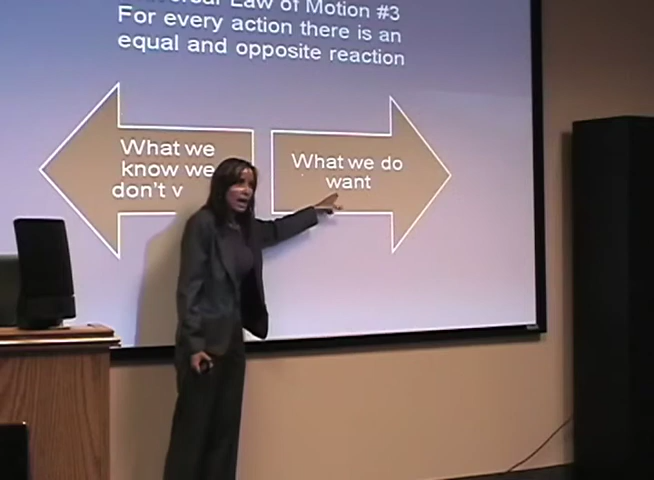 Law of Motion #3
For every action there is an
equal and opposite reaction
What we
know we
don't
What we do
want